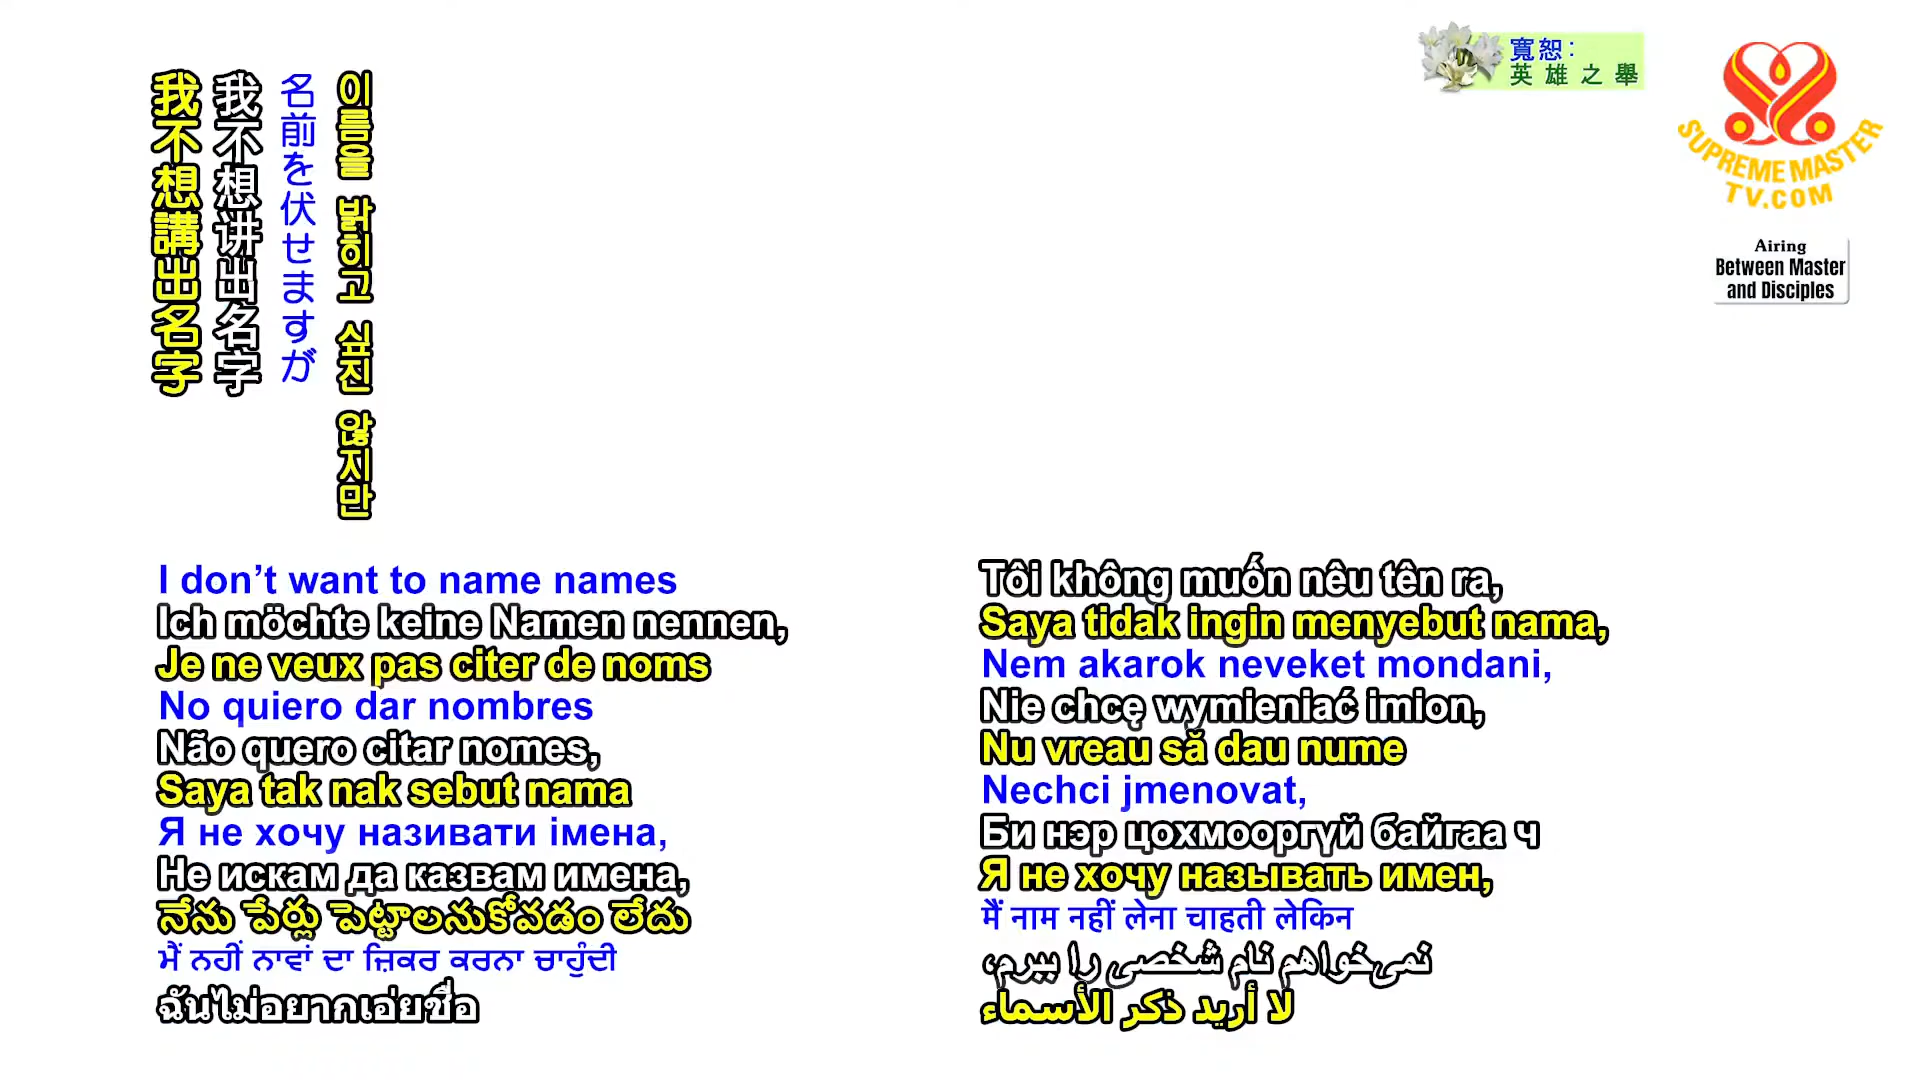 我不想講出名字
我不想讲出名字
名前を伏せますが
이름을 밝히고 싶진 않지만
寬恕：
英雄之舉
SUPREME MASTER
TV.COM
Airing
Between Master
and Disciples
I don’t want to name names
Ich möchte keine Namen nennen,
Je ne veux pas citer de noms
No quiero dar nombres
Não quero citar nomes,
Saya tak nak sebut nama
Я не хочу називати імена,
Не искам да казвам имена,
నేను పేర్లు పెట్టాలనుకోవడం లేదు
ਮੈਂ ਨਹੀਂ ਨਾਵਾਂ ਦਾ ਜ਼ਿਕਰ ਕਰਨਾ ਚਾਹੁੰਦੀ
ฉันไม่อยากเอ่ยชื่อ
Tôi không muốn nêu tên ra,
Saya tidak ingin menyebut nama,
Nem akarok neveket mondani,
Nie chcę wymieniać imion,
Nu vreau să dau nume
Nechci jmenovat,
Би нэр цохмооргүй байгаа ч
Я не хочу называть имен,
मैं नाम नहीं लेना चाहती लेकिन
نمی‌خواهم نام شخصی را ببرم،
لا أريد ذكر الأسماء